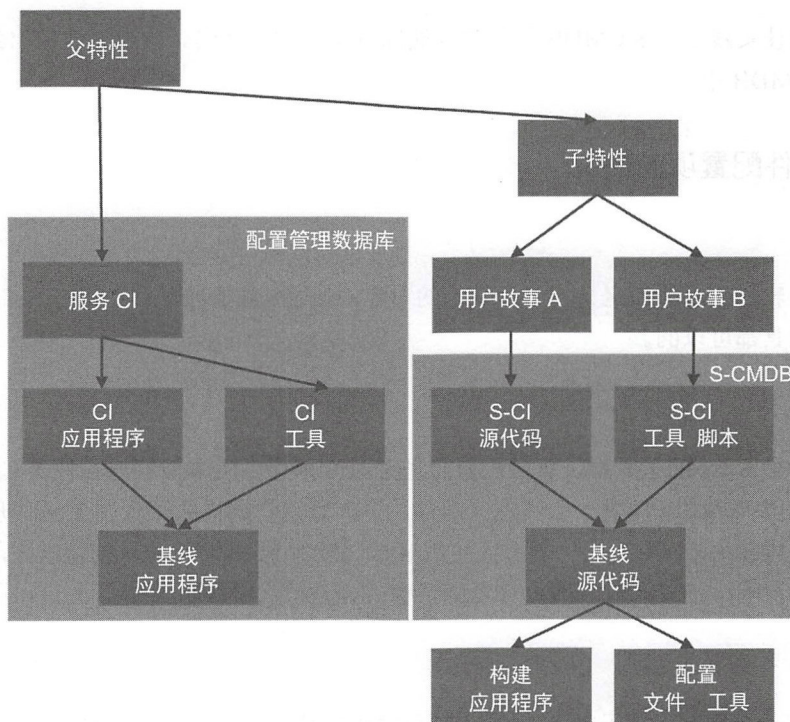 父特性
子特性
配置管理数据库
服务 CI
用户故事 A
用户故事 B
S-CMDB
CI
应用程序
CI
工具
S-CI
源代码
S-CI
工具 脚本
基线
应用程序
基线
源代码
构建
应用程序
配置
文件 工具